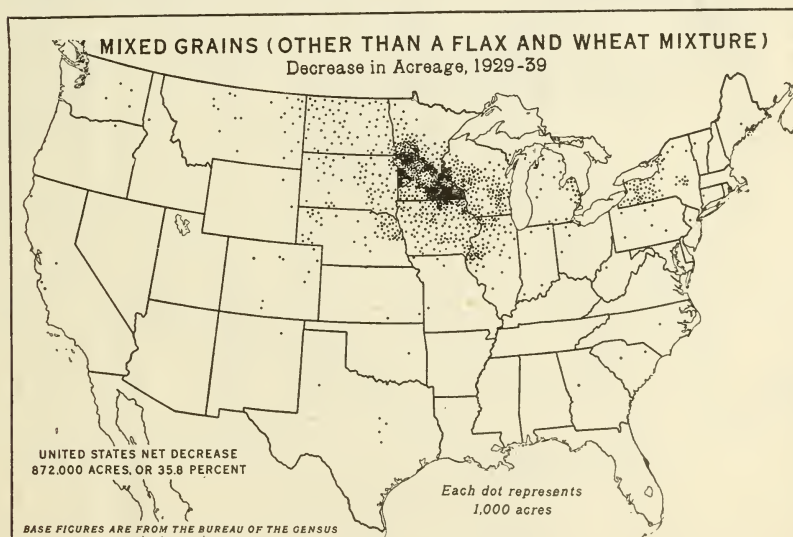 MIXED GRAINS (OTHER THAN A FLAX AND WHEAT MIXTURE)
Decrease in Acreage, 1929-39
UNITED STATES NET DECREASE
872,000 ACRES, OR 35.8 PERCENT
Each dot represents
1,000 acres
BASE FIGURES ARE FROM THE BUREAU OF THE CENSUS